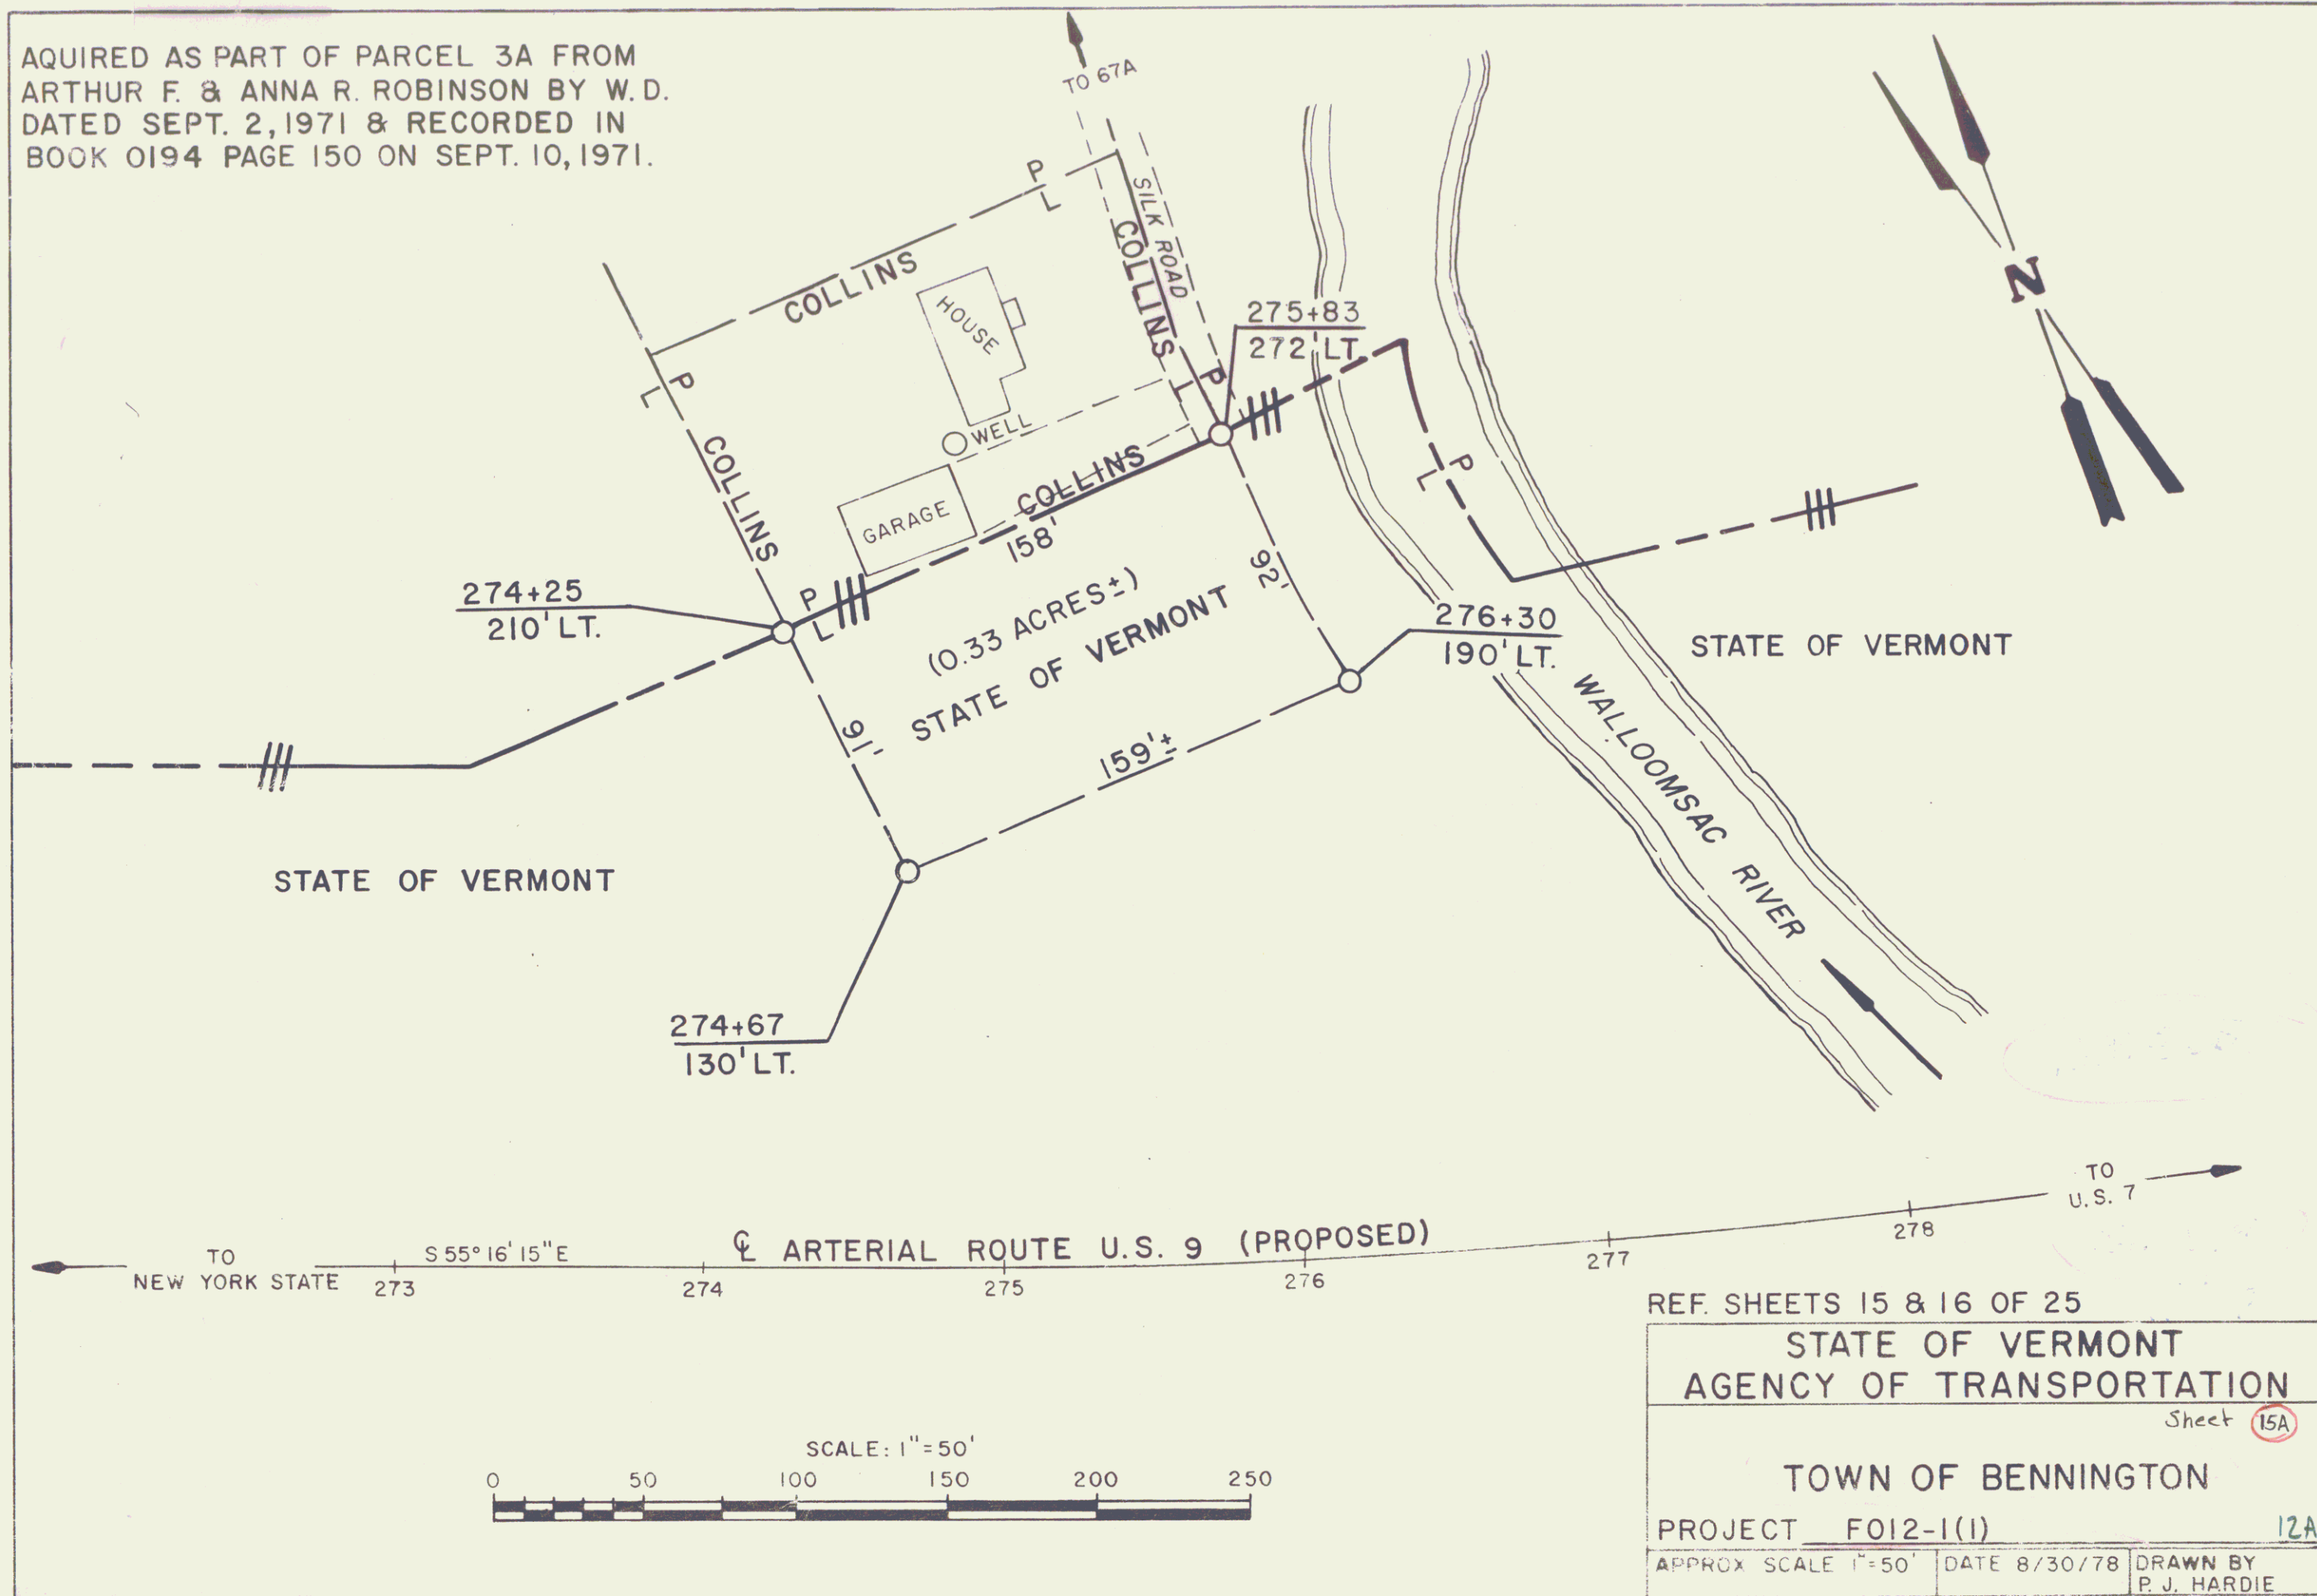 AQUIRED AS PART OF PARCEL 3A FROM
ARTHUR F. & ANNA R. ROBINSON BY W.D.
DATED SEPT. 2, 1971 & RECORDED IN
BOOK 0194 PAGE 150 ON SEPT. 10, 1971.
TO 67A
N
P
L
SILK ROAD
COLLINS
COLLINS
HOUSE
275+83
272' LT.
P
L
P
L
COLLINS
WELL
COLLINS
GARAGE
P
L
158'
92'
274+25
210' LT.
P
L
(0.33 ACRES±)
STATE OF VERMONT
276+30
190' LT.
STATE OF VERMONT
91'
159'±
WALLOOMSAC RIVER
STATE OF VERMONT
274+67
130' LT.
TO
U.S. 7
TO
NEW YORK STATE
S 55° 16' 15" E
℄ ARTERIAL ROUTE U.S. 9 (PROPOSED)
273
274
275
276
277
278
REF. SHEETS 15 & 16 OF 25
STATE OF VERMONT
AGENCY OF TRANSPORTATION
Sheet 15A
TOWN OF BENNINGTON
PROJECT F012-1(1)
12A
APPROX SCALE 1"=50'
DATE 8/30/78
DRAWN BY
P. J. HARDIE
SCALE: 1"=50'
0 50 100 150 200 250